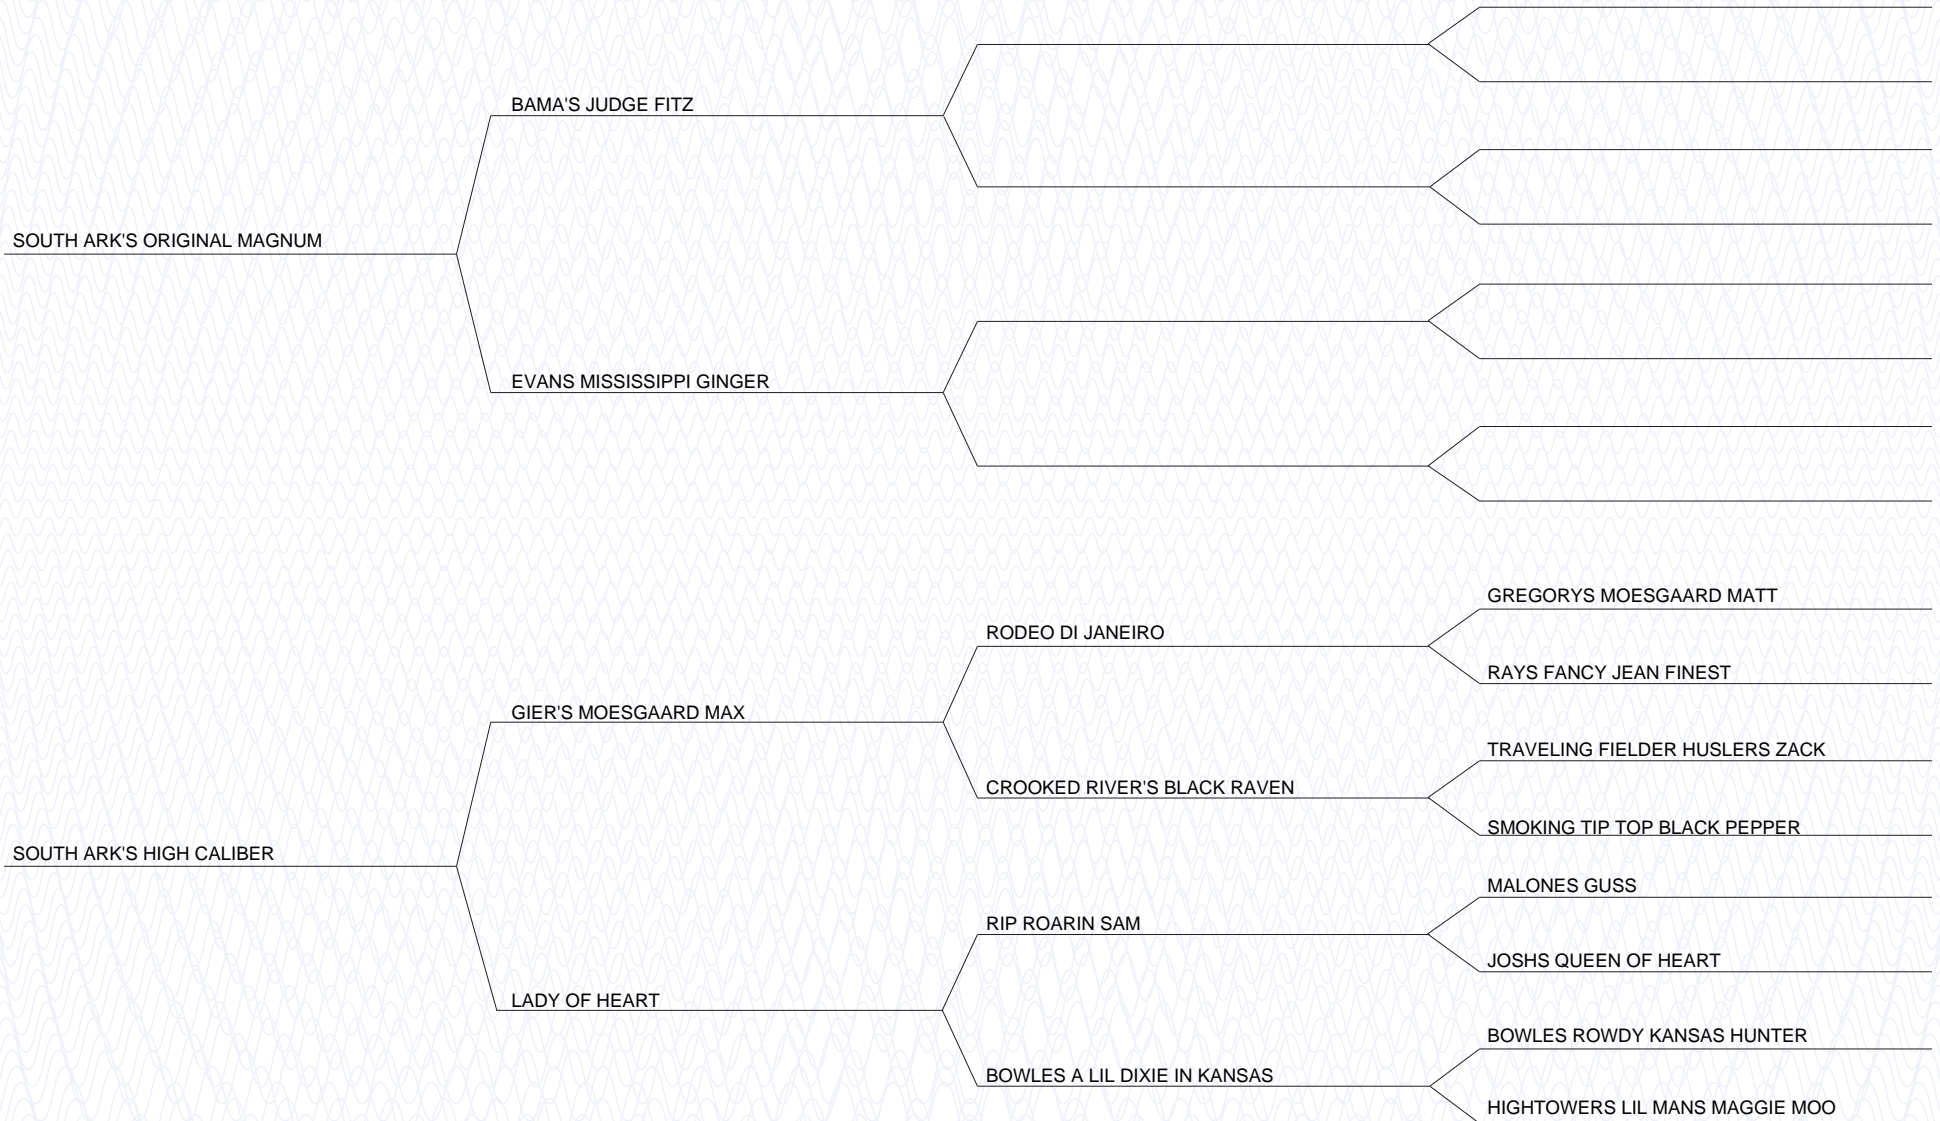 BAMA'S JUDGE FITZ
SOUTH ARK'S ORIGINAL MAGNUM
EVANS MISSISSIPPI GINGER
GREGORYS MOESGAARD MATT
RODEO DI JANEIRO
RAYS FANCY JEAN FINEST
GIER'S MOESGAARD MAX
TRAVELING FIELDER HUSLERS ZACK
CROOKED RIVER'S BLACK RAVEN
SMOKING TIP TOP BLACK PEPPER
SOUTH ARK'S HIGH CALIBER
MALONES GUSS
RIP ROARIN SAM
JOSHS QUEEN OF HEART
LADY OF HEART
BOWLES ROWDY KANSAS HUNTER
BOWLES A LIL DIXIE IN KANSAS
HIGHTOWERS LIL MANS MAGGIE MOO